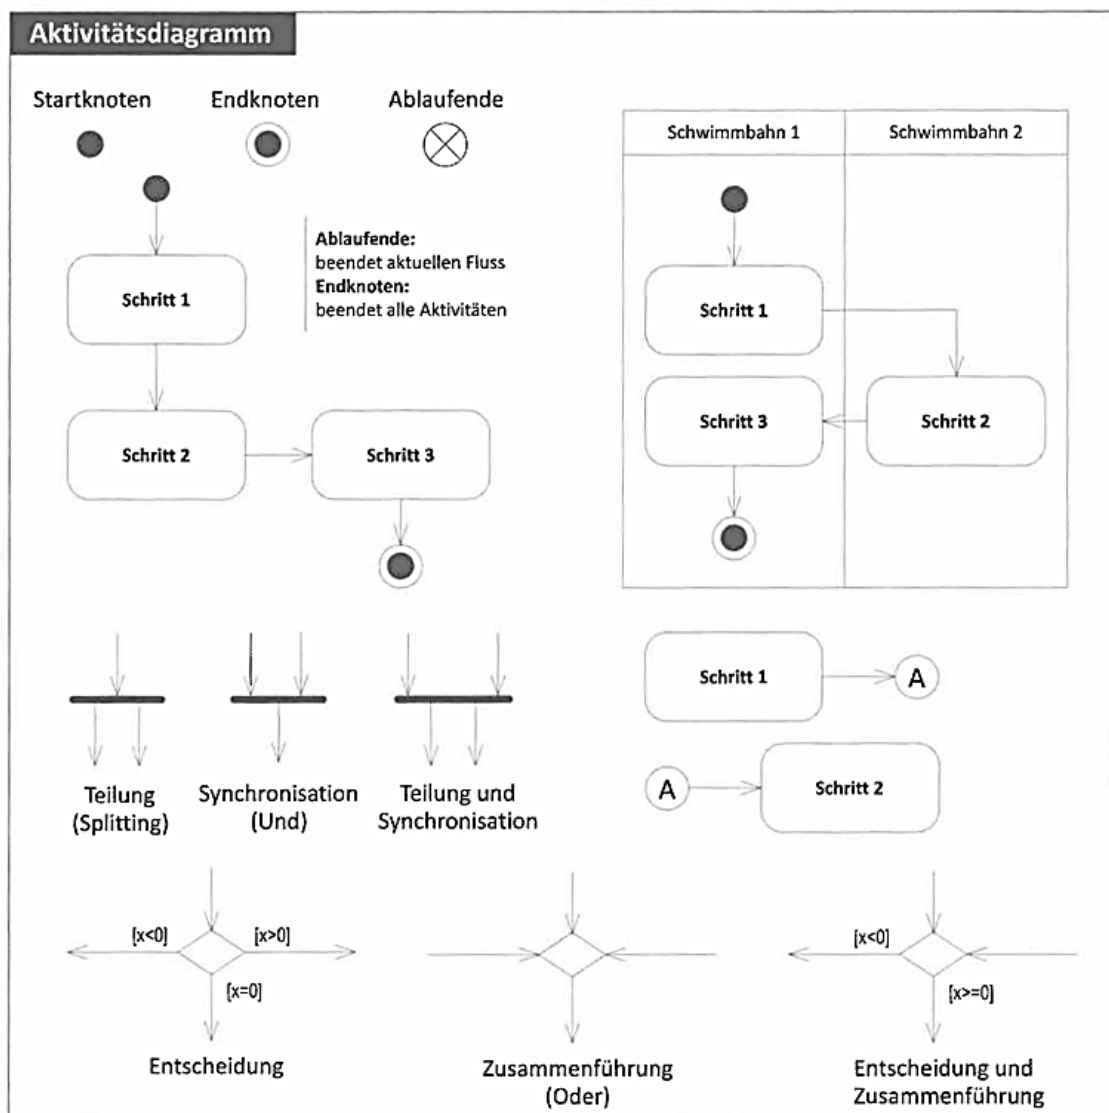 Aktivitätsdiagramm
Startknoten
Endknoten
Ablaufende
Ablaufende:
beendet aktuellen Fluss
Endknoten:
beendet alle Aktivitäten
Schritt 1
Schritt 2
Schritt 3
Schwimmbahn 1
Schwimmbahn 2
Schritt 1
Schritt 3
Schritt 2
Teilung
(Splitting)
Synchronisation
(Und)
Teilung und
Synchronisation
Schritt 1
A
A
Schritt 2
[x<0]
[x>0]
[x=0]
Entscheidung
Zusammenführung
(Oder)
[x<0]
[x>=0]
Entscheidung und
Zusammenführung